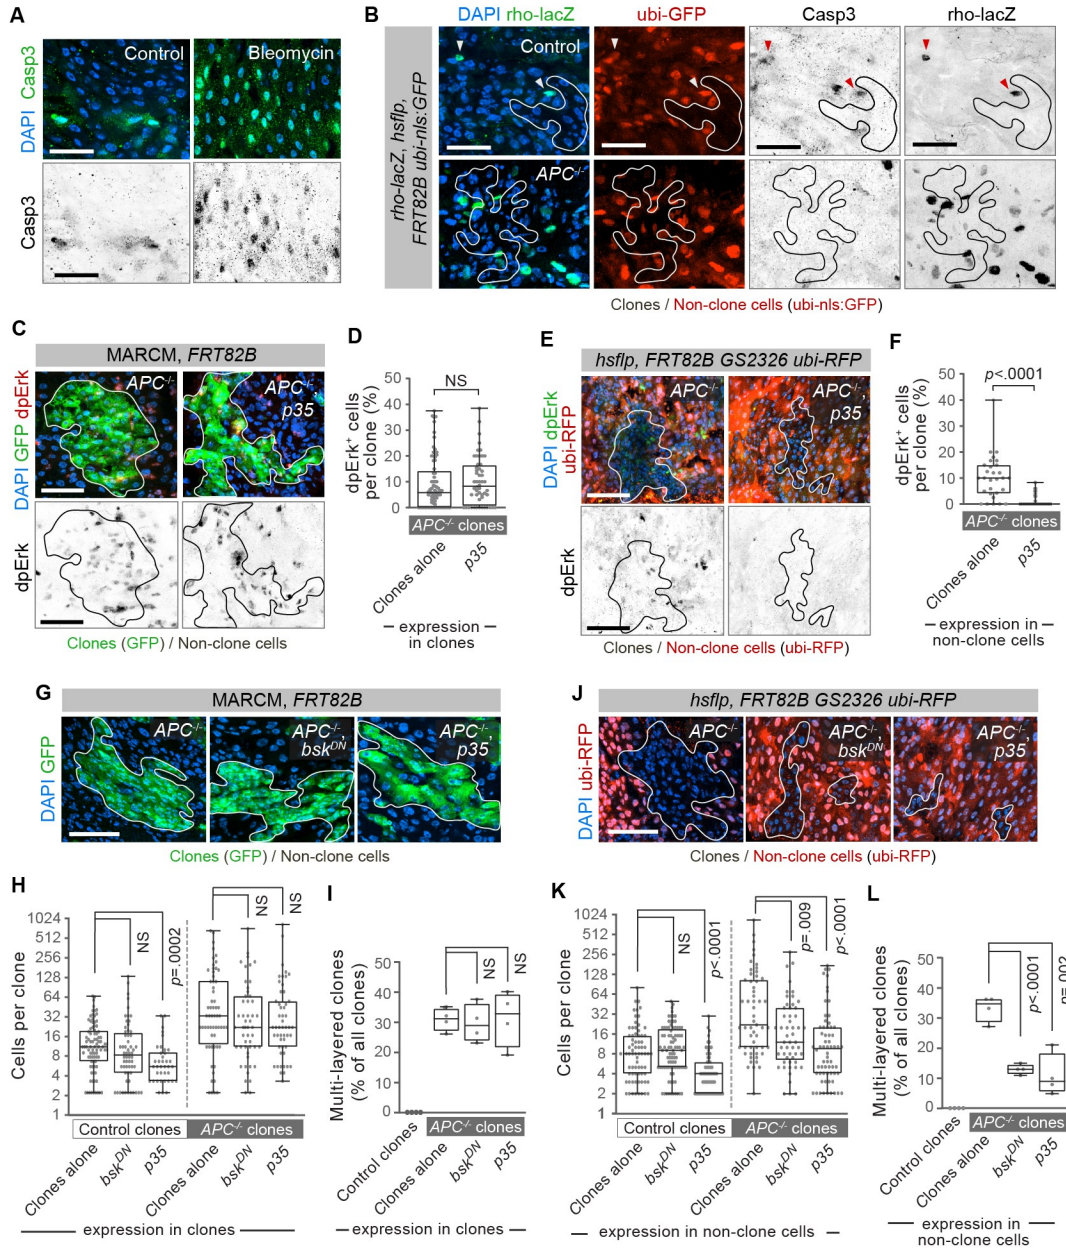 A
DAPI Casp3
Control
Bleomycin
Casp3
B
DAPI rho-lacZ
ubi-GFP
Casp3
rho-lacZ
rho-lacZ, hsflp,
FRT82B ubi-nls:GFP
Control
APC-/-
Clones / Non-clone cells (ubi-nls:GFP)
C
MARCM, FRT82B
DAPI GFP dpErk
APC-/-
APC-/-,
p35
dpErk
Clones (GFP) / Non-clone cells
D
dpErk+ cells
per clone (%)
50
40
30
20
10
0
NS
APC-/- clones
Clones alone
p35
expression
in clones
E
hsflp, FRT82B GS2326 ubi-RFP
DAPI dpErk
ubi-RFP
APC-/-
APC-/-,
p35
dpErk
Clones / Non-clone cells (ubi-RFP)
F
dpErk+ cells
per clone (%)
50
40
30
20
10
0
p<.0001
APC-/- clones
Clones alone
p35
expression in
non-clone cells
G
MARCM, FRT82B
DAPI GFP
APC-/-
APC-/-,
bskDN
APC-/-,
p35
Clones (GFP) / Non-clone cells
J
hsflp, FRT82B GS2326 ubi-RFP
DAPI ubi-RFP
APC-/-
APC-/-,
bskDN
APC-/-,
p35
Clones / Non-clone cells (ubi-RFP)
H
Cells per clone
1024
512
256
128
64
32
16
8
4
2
1
NS
p=.0002
NS
NS
Control clones
APC-/- clones
Clones alone
bskDN
p35
Clones alone
bskDN
p35
expression in clones
I
Multi-layered clones
(% of all clones)
50
40
30
20
10
0
NS
NS
APC-/- clones
Control clones
Clones alone
bskDN
p35
expression in clones
K
Cells per clone
1024
512
256
128
64
32
16
8
4
2
1
NS
p<.0001
p=.009
p<.0001
Control clones
APC-/- clones
Clones alone
bskDN
p35
Clones alone
bskDN
p35
expression in non-clone cells
L
Multi-layered clones
(% of all clones)
50
40
30
20
10
0
p<.0001
p=.002
APC-/- clones
Control clones
Clones alone
bskDN
p35
expression in
non-clone cells